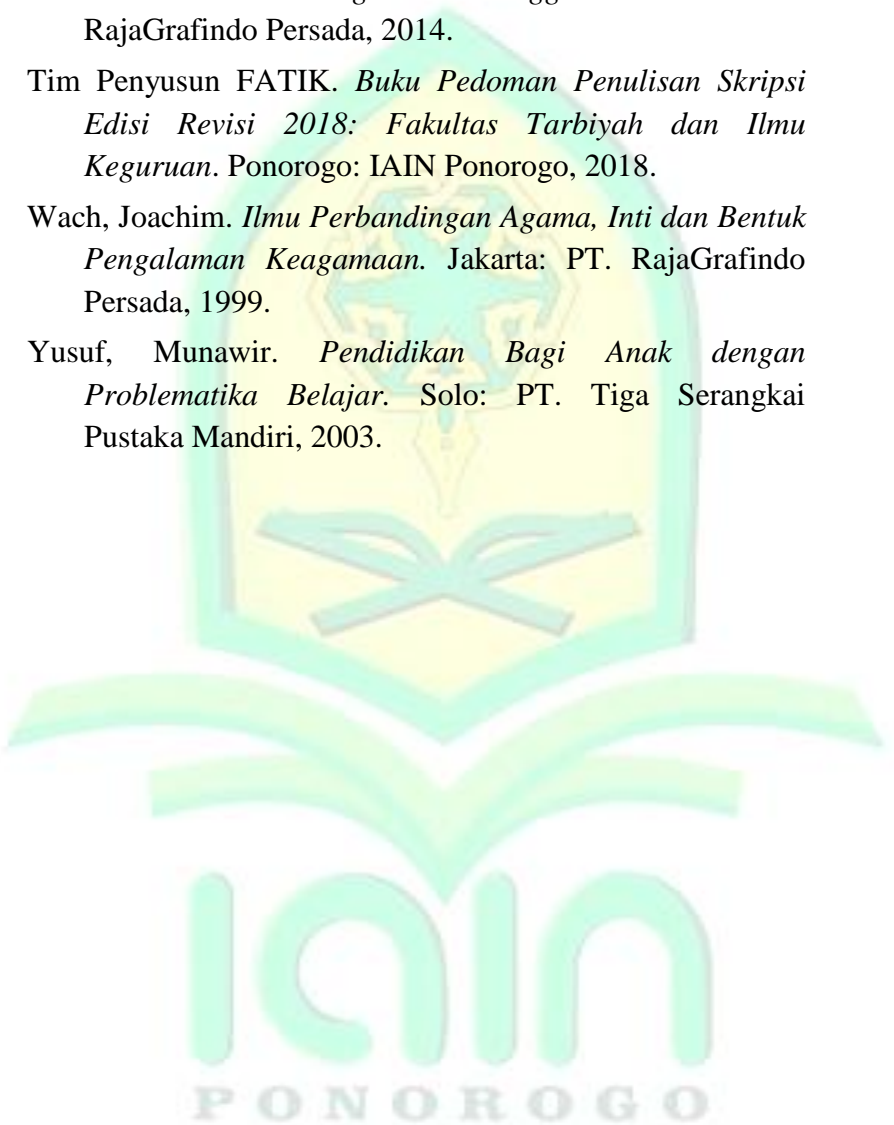 RajaGrafindo Persada, 2014.
Tim Penyusun FATIK. Buku Pedoman Penulisan Skripsi
Edisi Revisi 2018: Fakultas Tarbiyah dan Ilmu
Keguruan. Ponorogo: IAIN Ponorogo, 2018.
Wach, Joachim. Ilmu Perbandingan Agama, Inti dan Bentuk
Pengalaman Keagamaan. Jakarta: PT. RajaGrafindo
Persada, 1999.
Yusuf, Munawir. Pendidikan Bagi Anak dengan
Problematika Belajar. Solo: PT. Tiga Serangkai
Pustaka Mandiri, 2003.
iain
PONOROGO